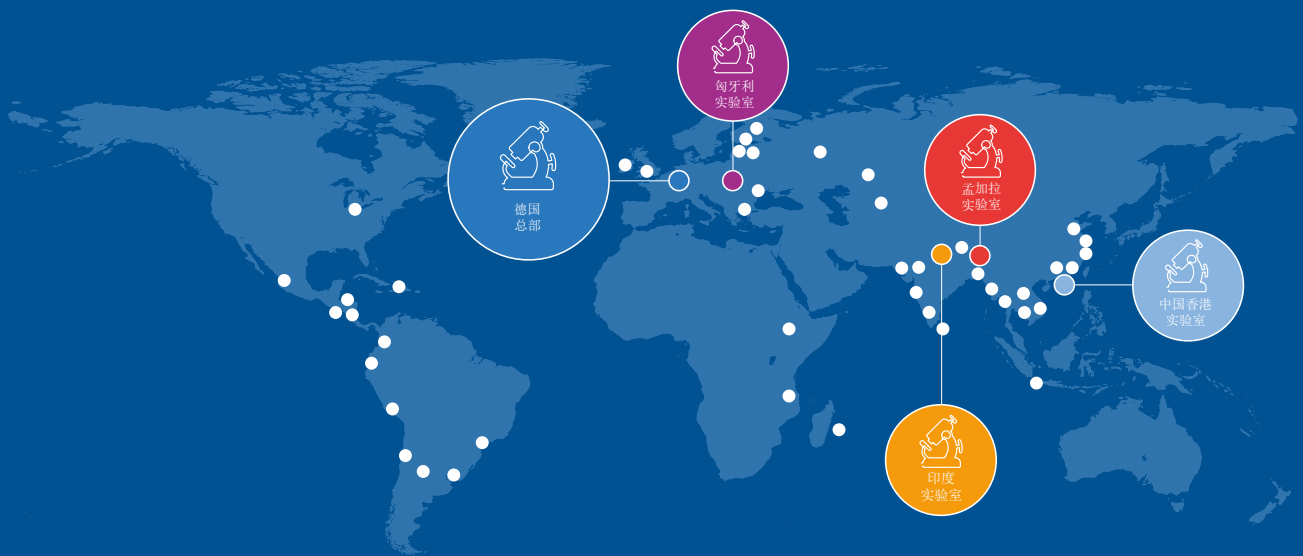 匈牙利
实验室
德国
总部
孟加拉
实验室
中国香港
实验室
印度
实验室